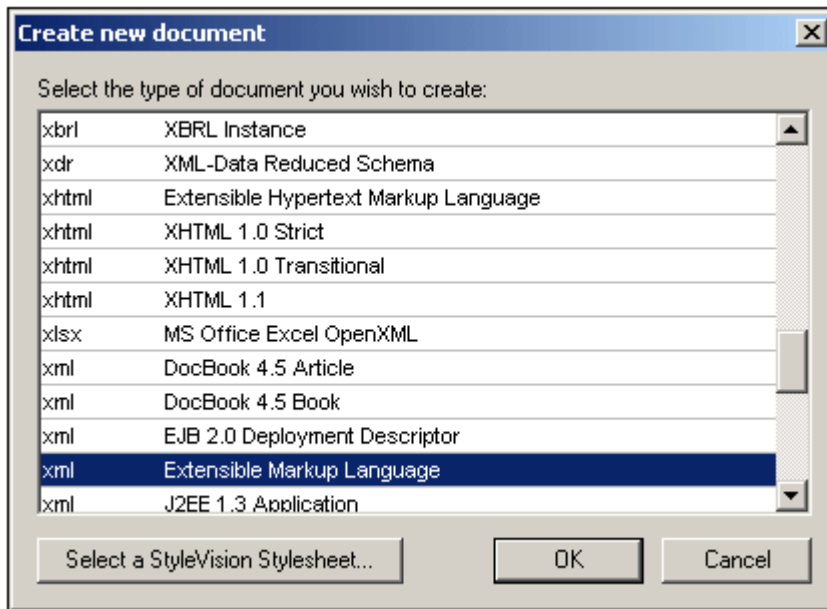 Create new document
Select the type of document you wish to create:
xbrl XBRL Instance
xdr XML-Data Reduced Schema
xhtml Extensible Hypertext Markup Language
xhtml XHTML 1.0 Strict
xhtml XHTML 1.0 Transitional
xhtml XHTML 1.1
xlsx MS Office Excel OpenXML
xml DocBook 4.5 Article
xml DocBook 4.5 Book
xml EJB 2.0 Deployment Descriptor
xml Extensible Markup Language
xml J2EE 1.3 Application
Select a StyleVision Stylesheet... OK Cancel